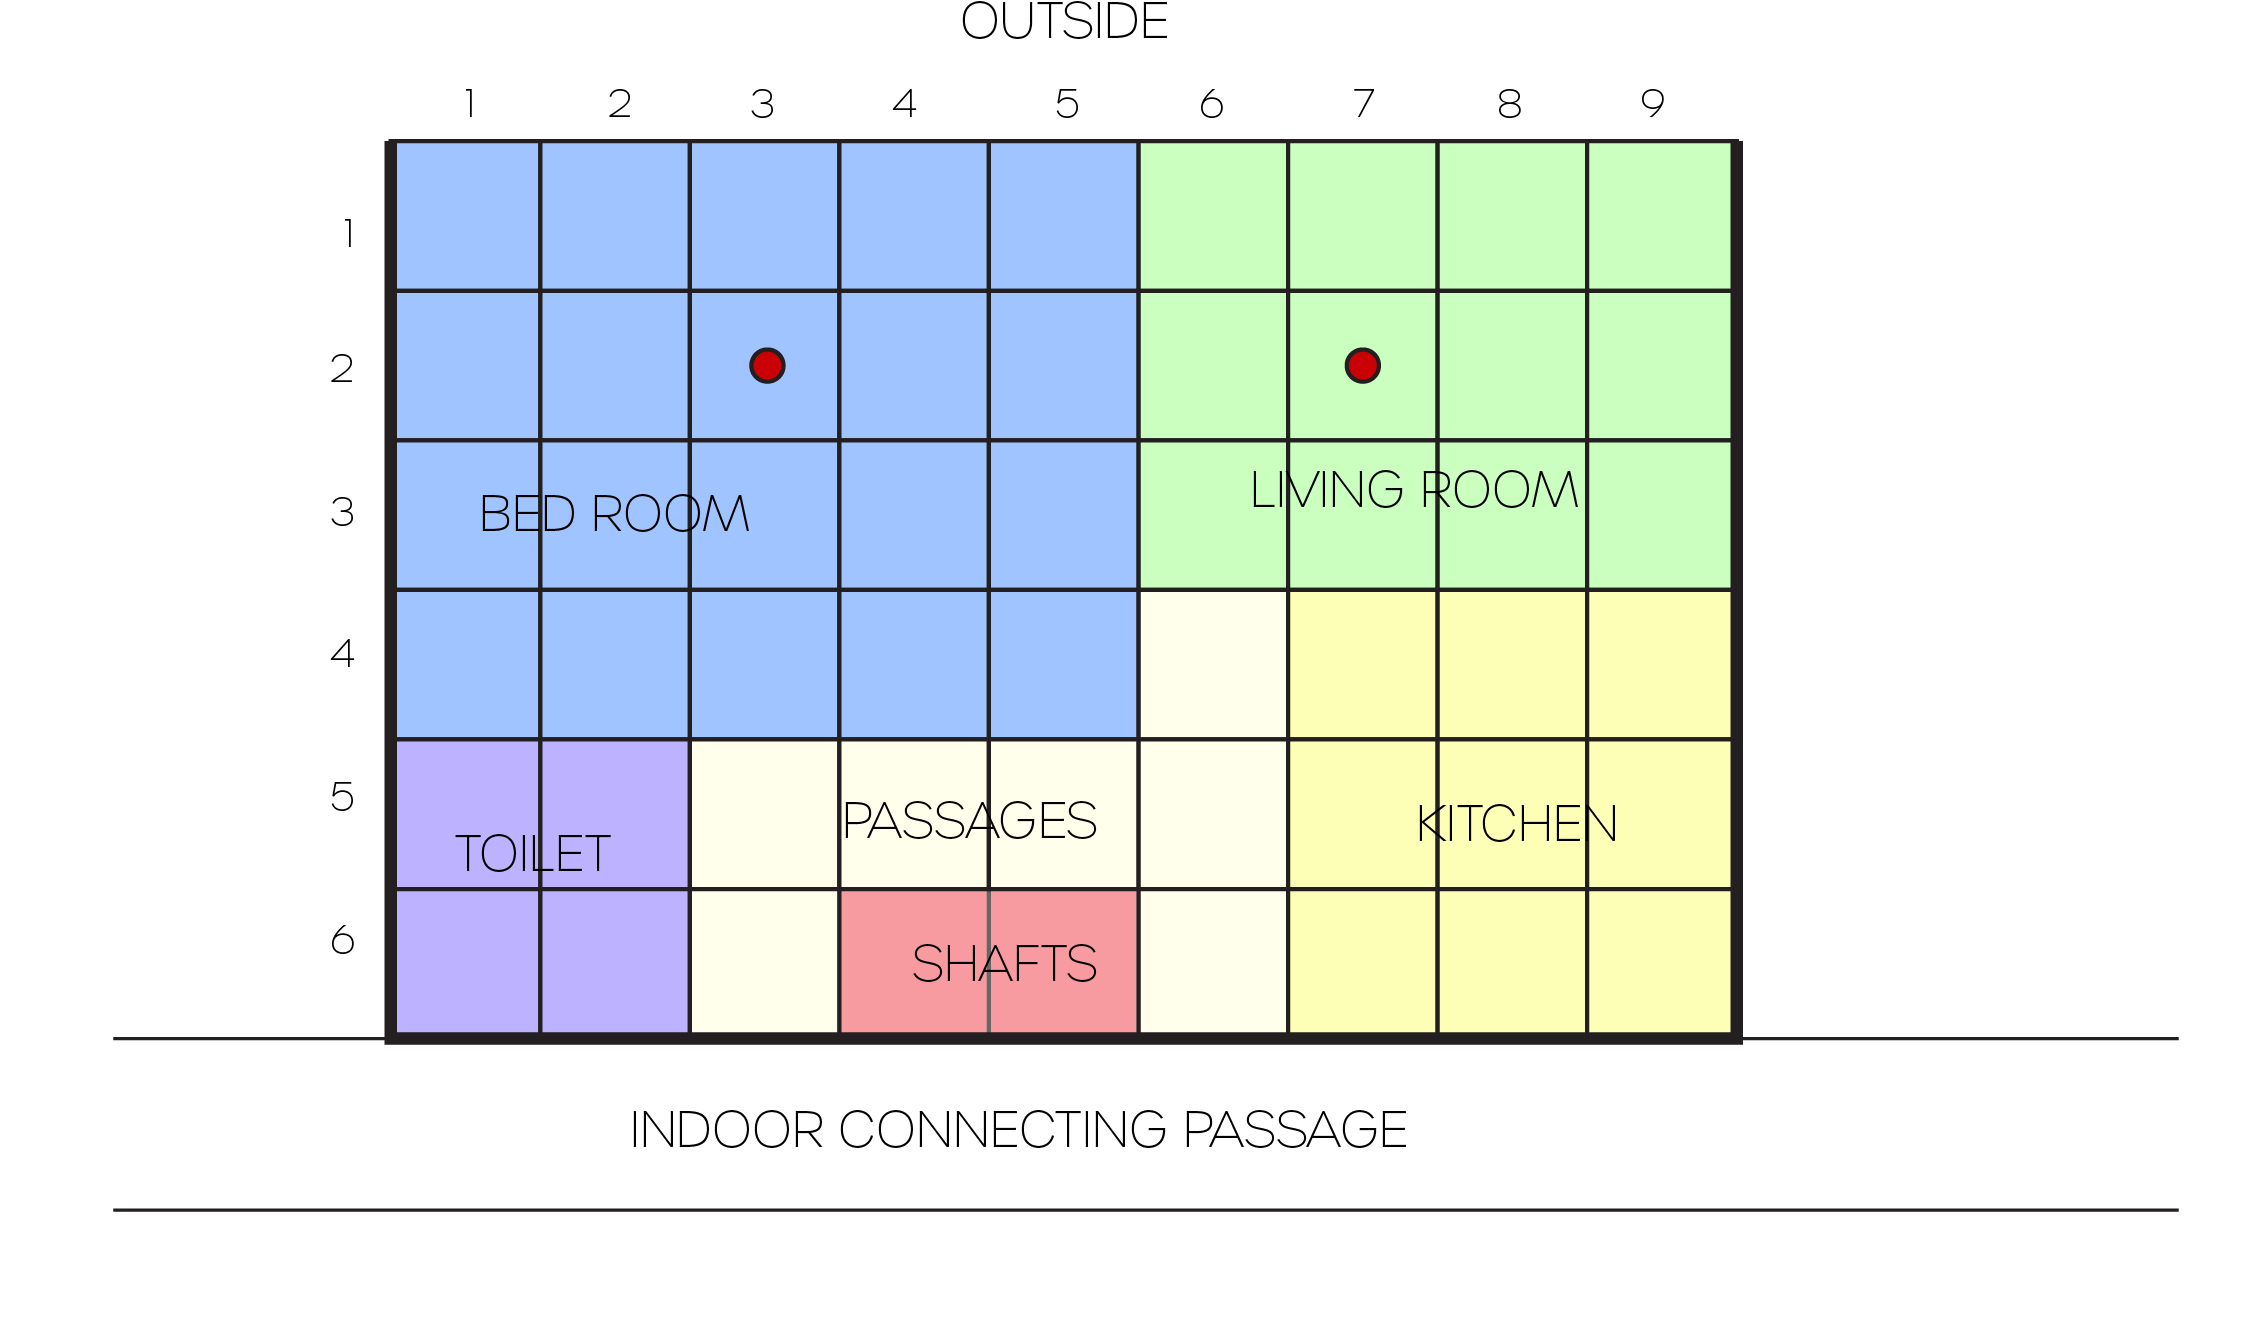 OUTSIDE
1 2 3 4 5 6 7 8 9
1
2
LIVING ROOM
3 BED ROOM
4
5
PASSAGES KITCHEN
TOILET
6
SHAFTS
INDOOR CONNECTING PASSAGE